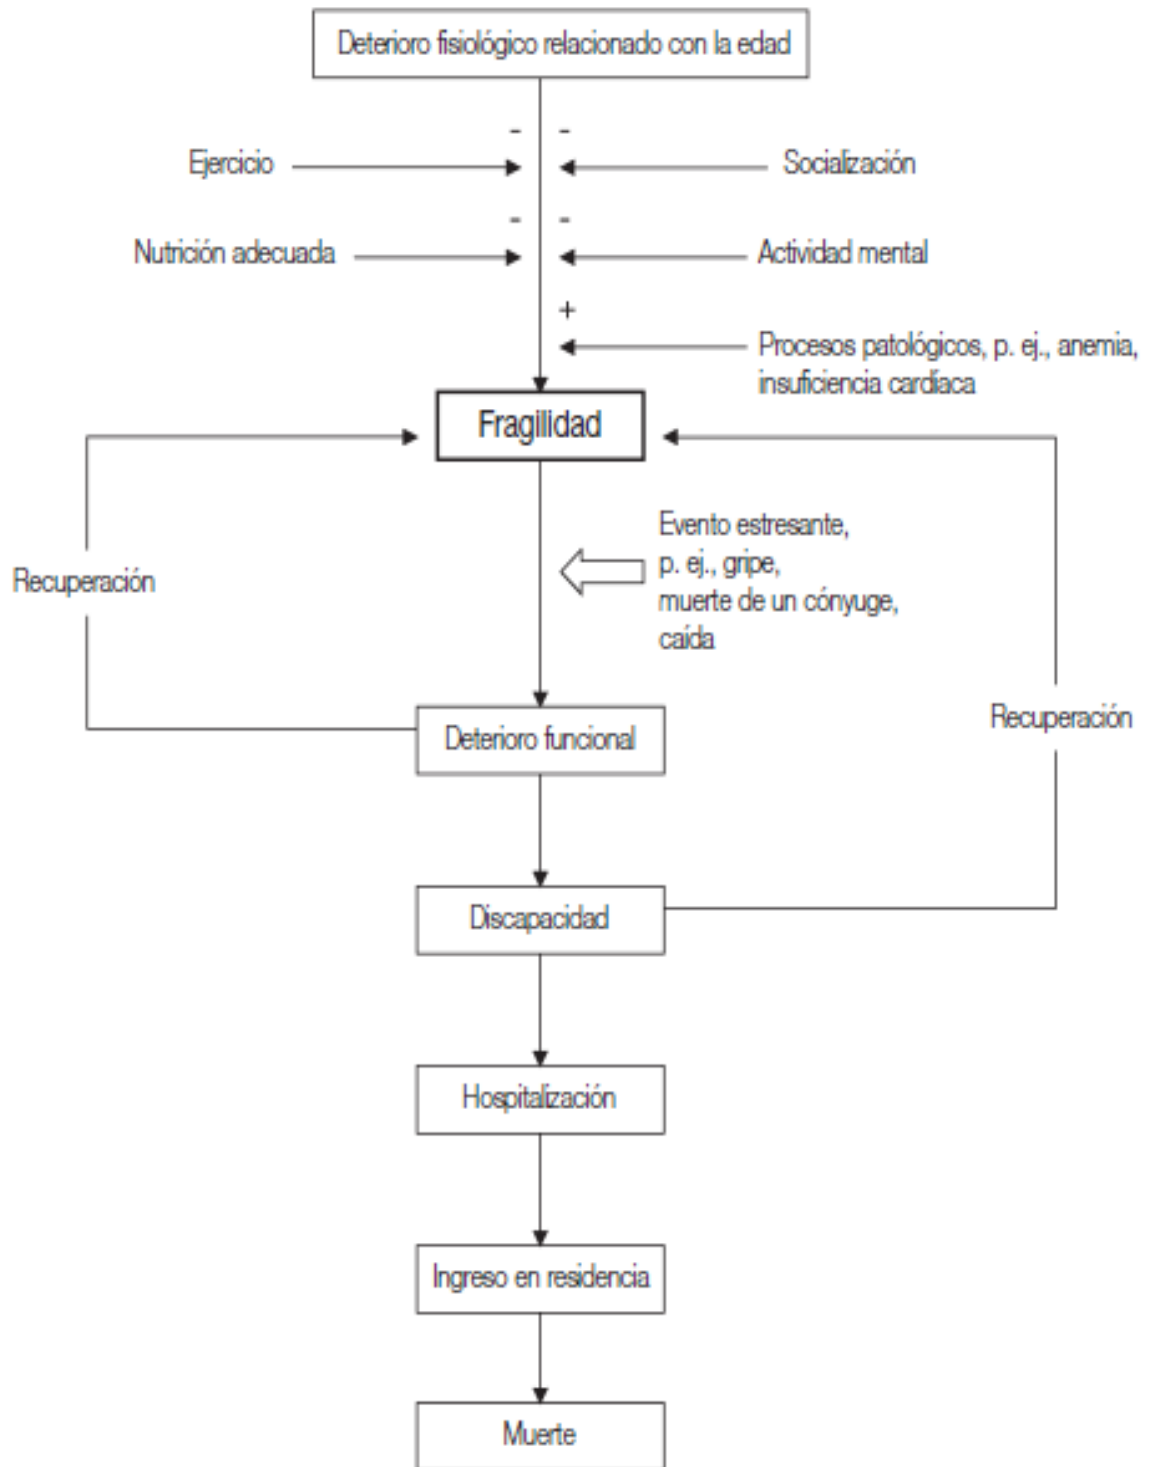 Deterioro fisiológico relacionado con la edad
- -
Ejercicio
Socialización
- -
Nutrición adecuada
Actividad mental
+
Procesos patológicos, p. ej., anemia,
insuficiencia cardíaca
Fragilidad
Evento estresante,
p. ej., gripe,
muerte de un cónyuge,
caída
Recuperación
Recuperación
Deterioro funcional
Discapacidad
Hospitalización
Ingreso en residencia
Muerte